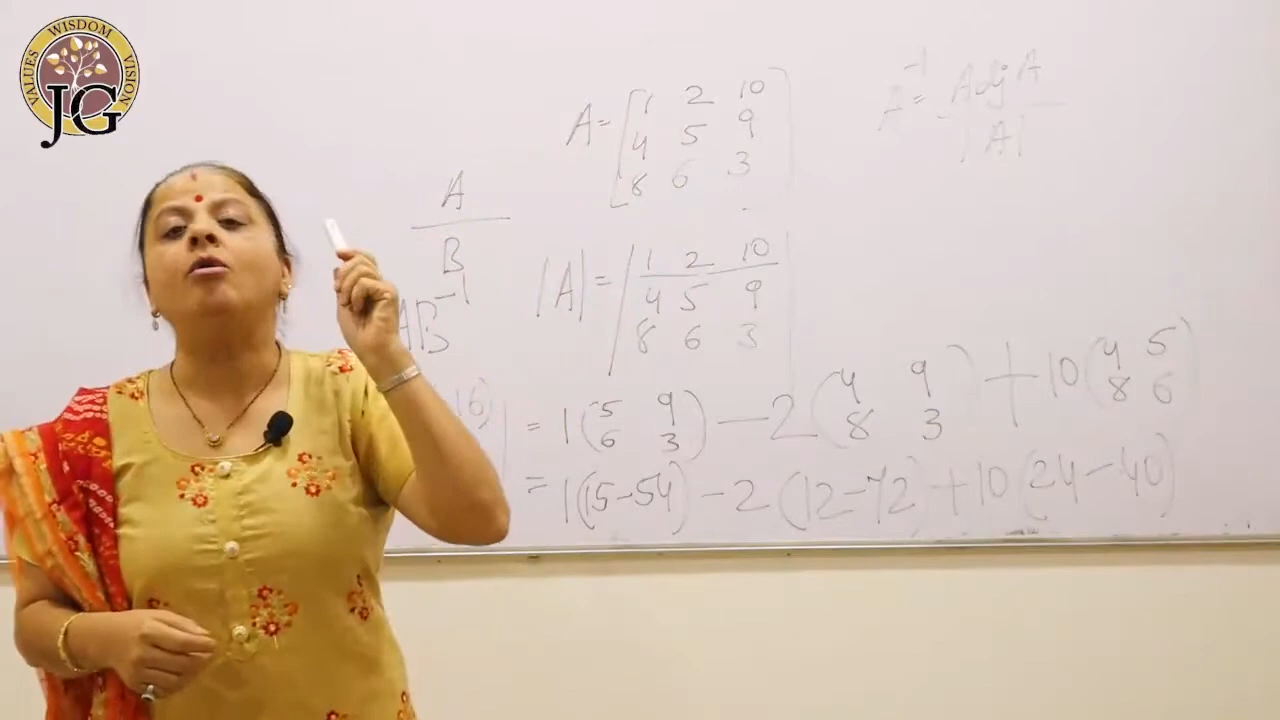 VALUES WISDOM VISION
JG
A = [1 2 10
4 5 9
8 6 3]
A⁻¹ = Adj A
|A|
A
B
AB⁻¹
|A| = |1 2 10
4 5 9
8 6 3|
= 1(5 9 - 2(4 9) + 10(4 5
6 3) 8 3 8 6)
= 1(15-54) - 2(12-72) + 10(24-40)
16)